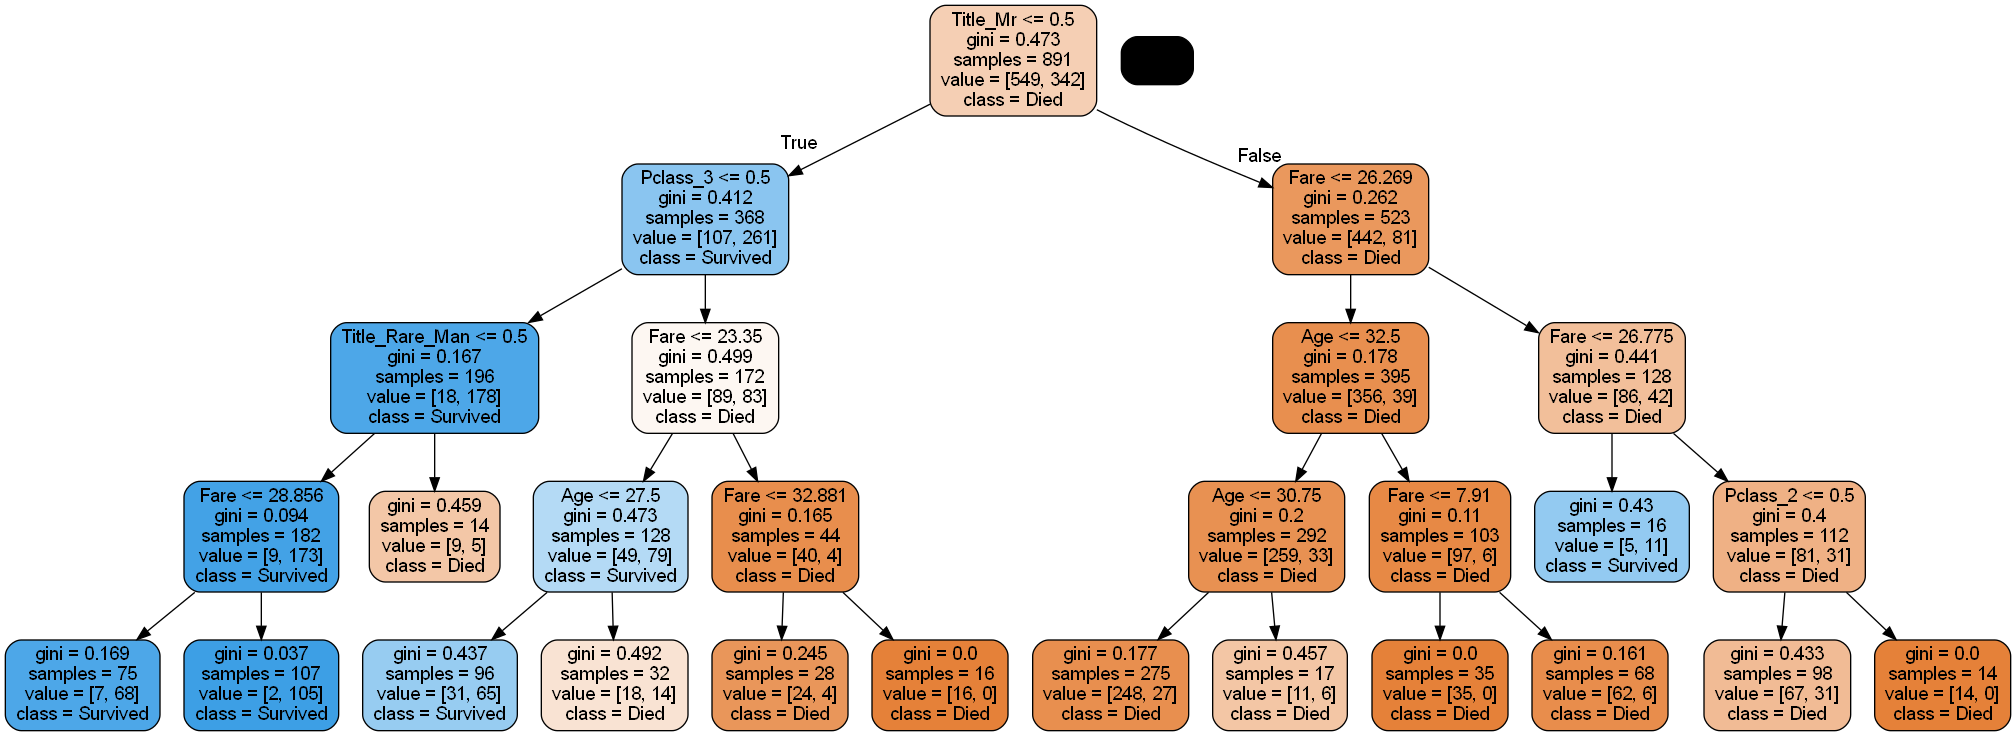 Title_Mr <= 0.5
gini = 0.473
samples = 891
value = [549, 342]
class = Died
True
False
Pclass_3 <= 0.5
gini = 0.412
samples = 368
value = [107, 261]
class = Survived
Fare <= 26.269
gini = 0.262
samples = 523
value = [442, 81]
class = Died
Title_Rare_Man <= 0.5
gini = 0.167
samples = 196
value = [18, 178]
class = Survived
Fare <= 23.35
gini = 0.499
samples = 172
value = [89, 83]
class = Died
Age <= 32.5
gini = 0.178
samples = 395
value = [356, 39]
class = Died
Fare <= 26.775
gini = 0.441
samples = 128
value = [86, 42]
class = Died
Fare <= 28.856
gini = 0.094
samples = 182
value = [9, 173]
class = Survived
gini = 0.459
samples = 14
value = [9, 5]
class = Died
Age <= 27.5
gini = 0.473
samples = 128
value = [49, 79]
class = Survived
Fare <= 32.881
gini = 0.165
samples = 44
value = [40, 4]
class = Died
Age <= 30.75
gini = 0.2
samples = 292
value = [259, 33]
class = Died
Fare <= 7.91
gini = 0.11
samples = 103
value = [97, 6]
class = Died
gini = 0.43
samples = 16
value = [5, 11]
class = Survived
Pclass_2 <= 0.5
gini = 0.4
samples = 112
value = [81, 31]
class = Died
gini = 0.169
samples = 75
value = [7, 68]
class = Survived
gini = 0.037
samples = 107
value = [2, 105]
class = Survived
gini = 0.437
samples = 96
value = [31, 65]
class = Survived
gini = 0.492
samples = 32
value = [18, 14]
class = Died
gini = 0.245
samples = 28
value = [24, 4]
class = Died
gini = 0.0
samples = 16
value = [16, 0]
class = Died
gini = 0.177
samples = 275
value = [248, 27]
class = Died
gini = 0.457
samples = 17
value = [11, 6]
class = Died
gini = 0.0
samples = 35
value = [35, 0]
class = Died
gini = 0.161
samples = 68
value = [62, 6]
class = Died
gini = 0.433
samples = 98
value = [67, 31]
class = Died
gini = 0.0
samples = 14
value = [14, 0]
class = Died